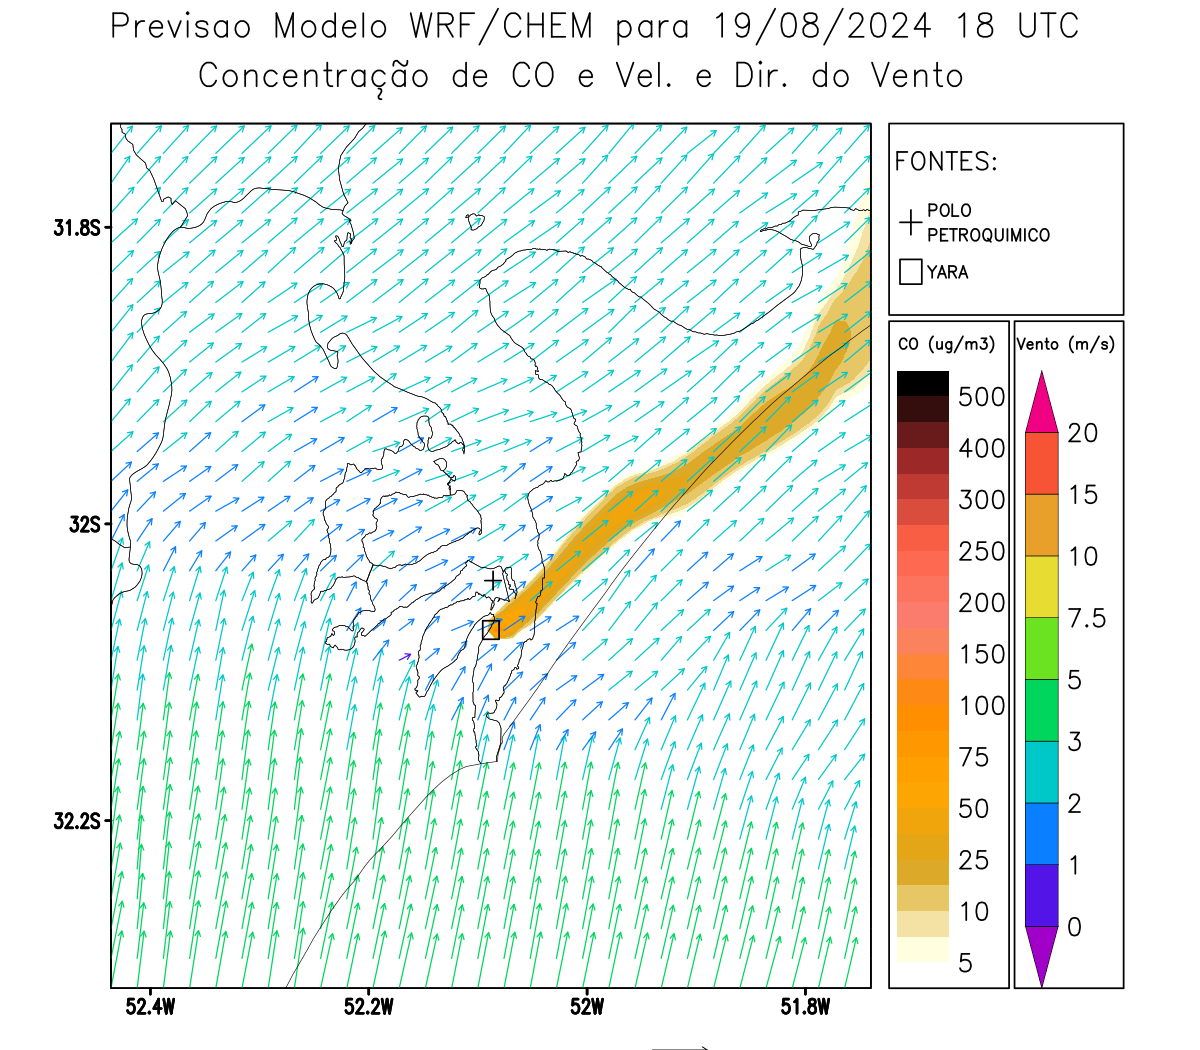 Previsao Modelo WRF/CHEM para 19/08/2024 18 UTC
Concentração de CO e Vel. e Dir. do Vento
FONTES:
POLO
PETROQUIMICO
YARA
CO (ug/m3)
500
400
300
250
200
150
100
75
50
25
10
5
Vento (m/s)
20
15
10
7.5
5
3
2
1
0
31.8S
32S
32.2S
52.4W
52.2W
52W
51.8W